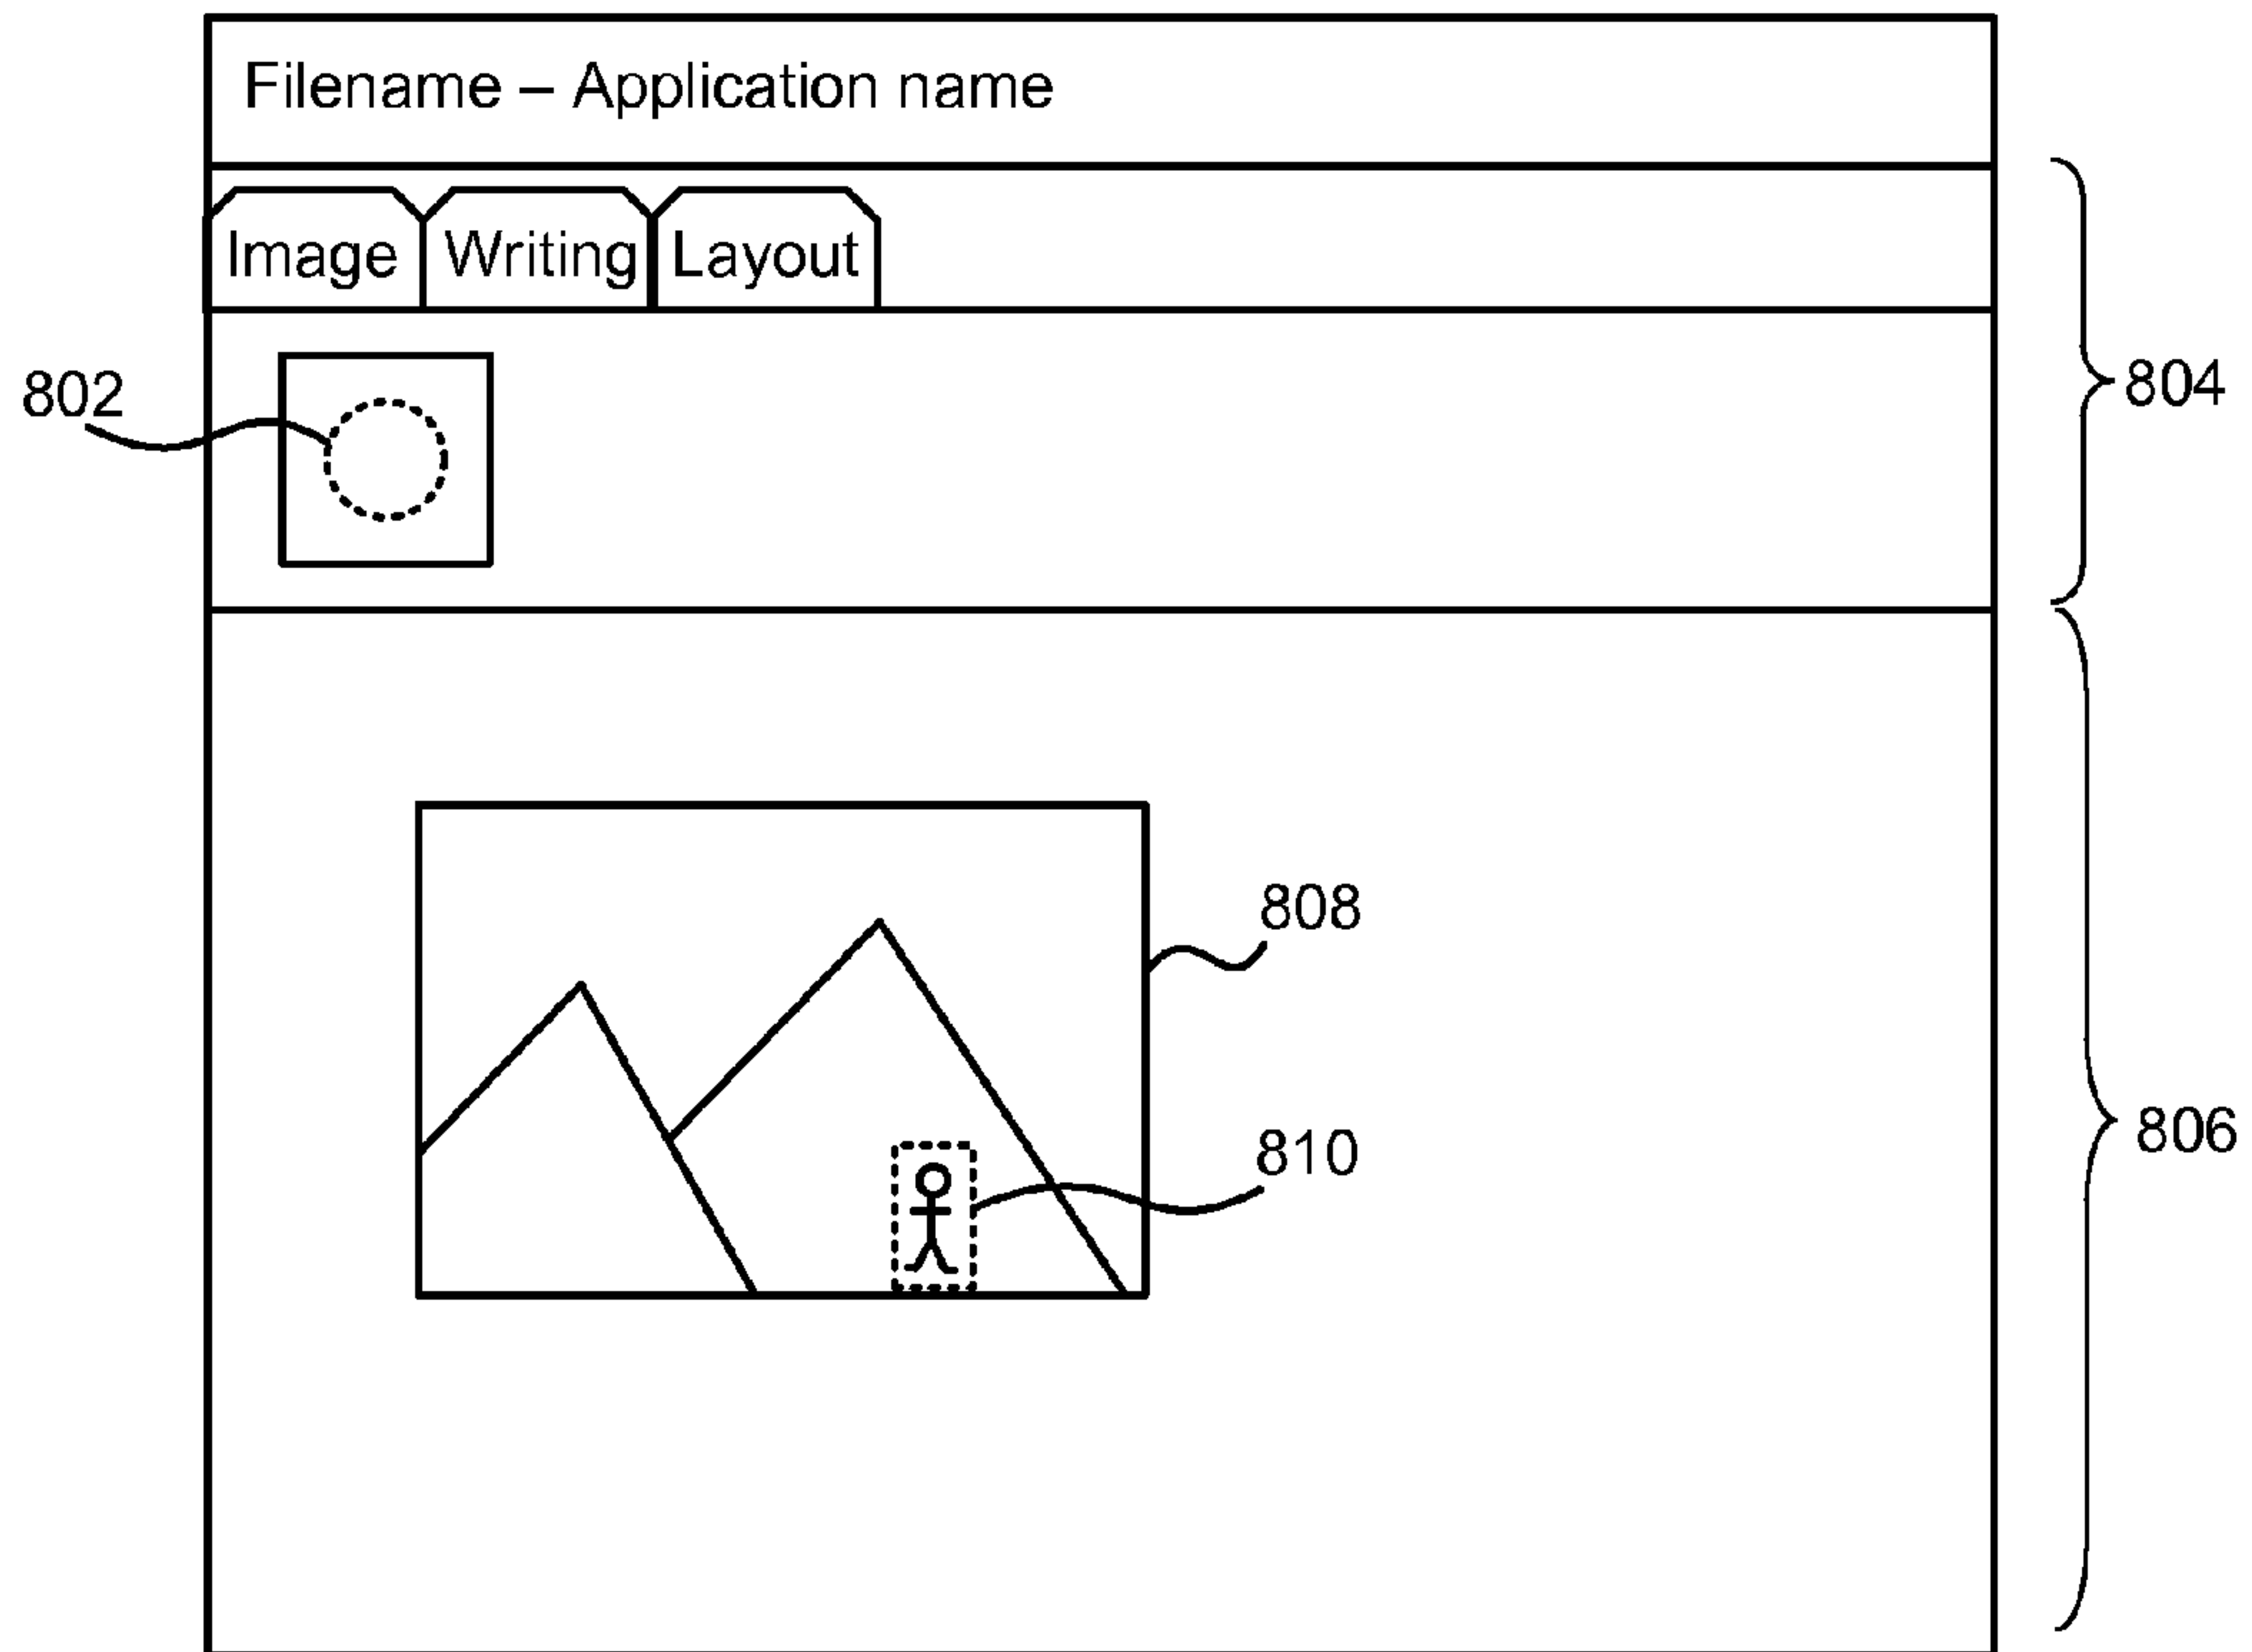 Filename – Application name
Image Writing Layout
802
804
808
810
806